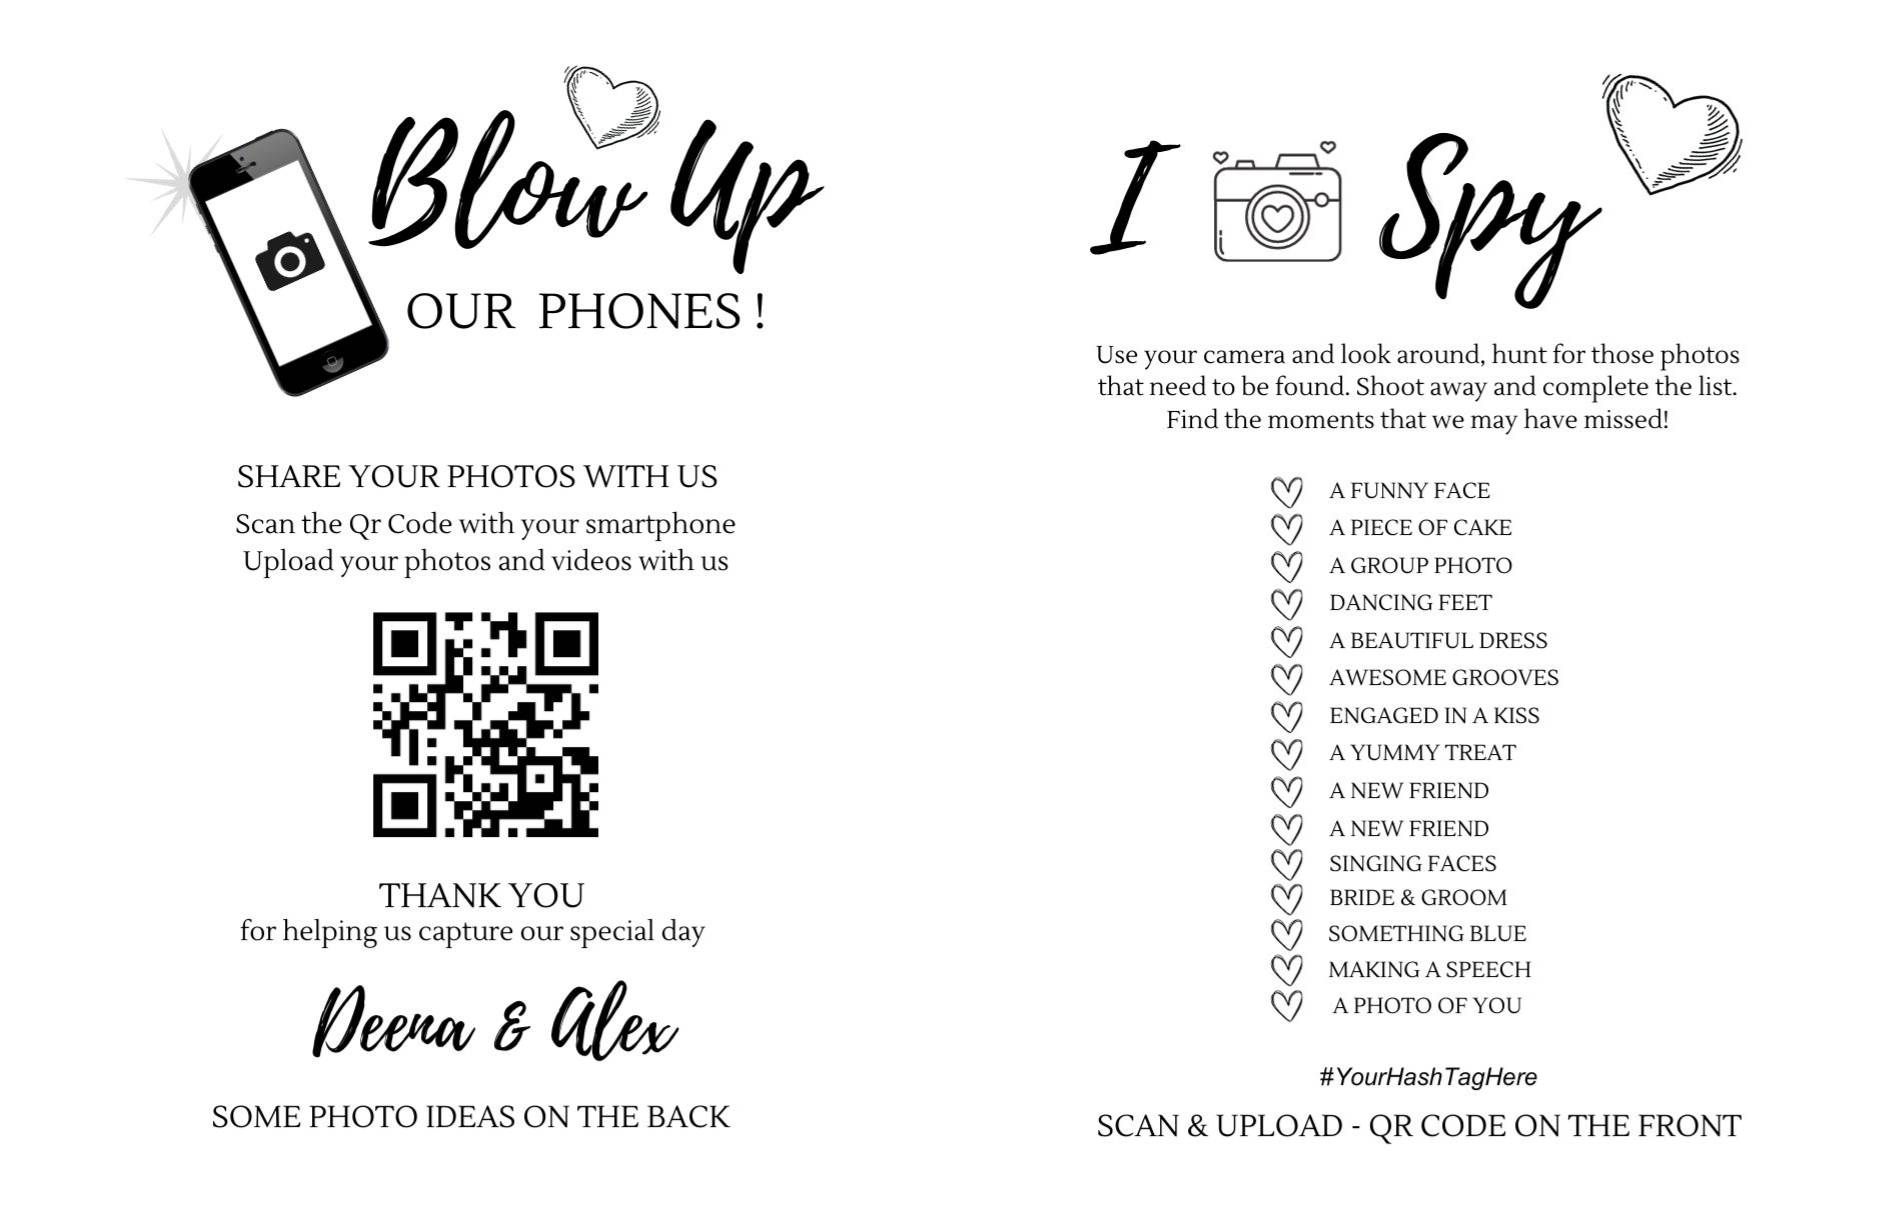 Blow Up
OUR PHONES !
SHARE YOUR PHOTOS WITH US
Scan the Qr Code with your smartphone
Upload your photos and videos with us
THANK YOU
for helping us capture our special day
Deena & Alex
SOME PHOTO IDEAS ON THE BACK
I Spy
Use your camera and look around, hunt for those photos
that need to be found. Shoot away and complete the list.
Find the moments that we may have missed!
A FUNNY FACE
A PIECE OF CAKE
A GROUP PHOTO
DANCING FEET
A BEAUTIFUL DRESS
AWESOME GROOVES
ENGAGED IN A KISS
A YUMMY TREAT
A NEW FRIEND
A NEW FRIEND
SINGING FACES
BRIDE & GROOM
SOMETHING BLUE
MAKING A SPEECH
A PHOTO OF YOU
#YourHashTagHere
SCAN & UPLOAD - QR CODE ON THE FRONT